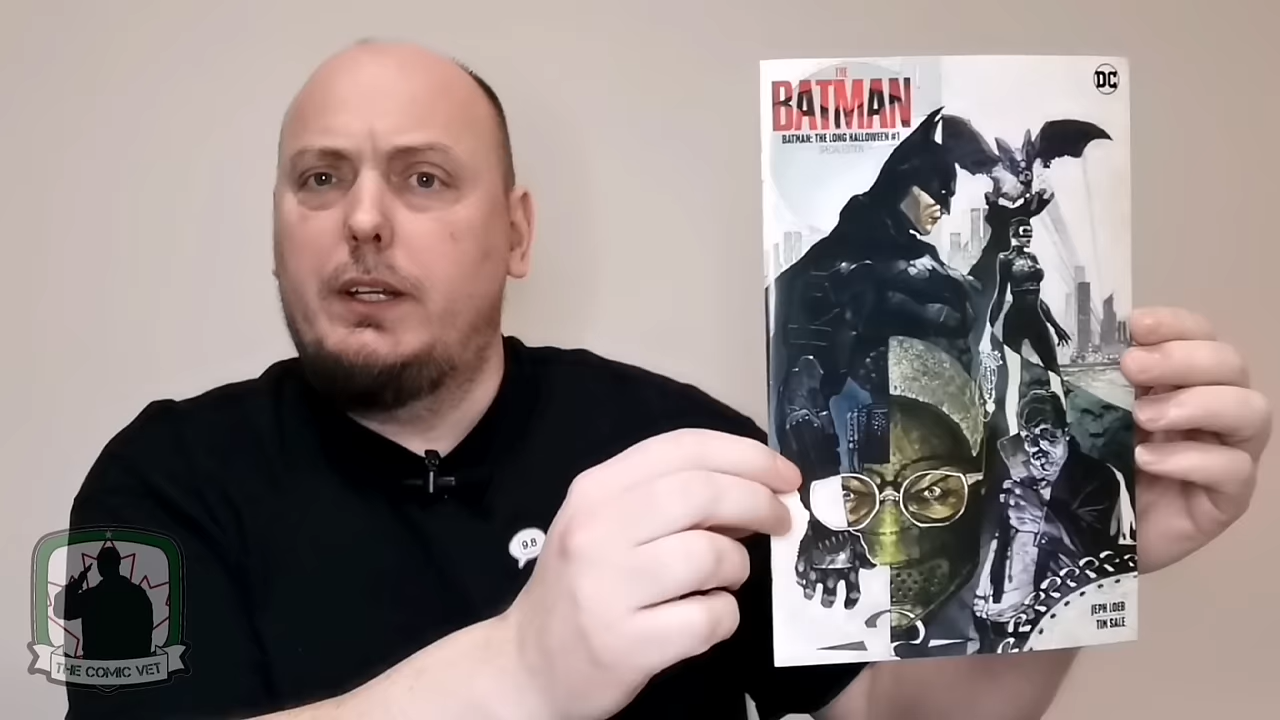 THE
BATMAN
BATMAN: THE LONG HALLOWEEN #1
SPECIAL EDITION
DC
9.8
JEPH LOEB
TIM SALE
THE COMIC VET